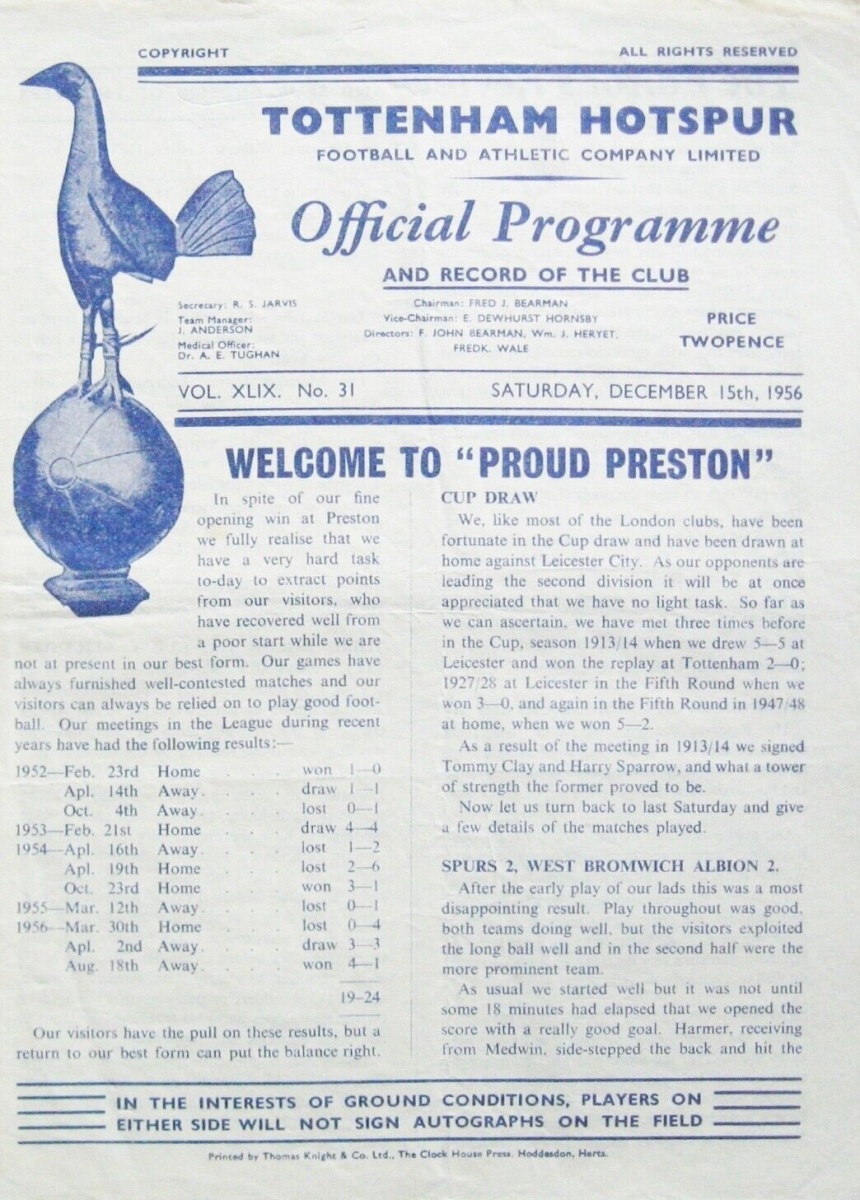 COPYRIGHT ALL RIGHTS RESERVED
TOTTENHAM HOTSPUR
FOOTBALL AND ATHLETIC COMPANY LIMITED
Official Programme
AND RECORD OF THE CLUB
Secretary: R. S. JARVIS
Team Manager:
J. ANDERSON
Medical Officer:
Dr. A. E. TUGHAN
Chairman: FRED J. BEARMAN
Vice-Chairman: E. DEWHURST HORNSBY
Directors: F. JOHN BEARMAN, Wm. J. HERYET,
FREDK. WALE
PRICE
TWOPENCE
VOL. XLIX. No. 31 SATURDAY, DECEMBER 15th, 1956
WELCOME TO "PROUD PRESTON"
In spite of our fine
opening win at Preston
we fully realise that we
have a very hard task
to-day to extract points
from our visitors, who
have recovered well from
a poor start while we are
not at present in our best form. Our games have
always furnished well-contested matches and our
visitors can always be relied on to play good foot-
ball. Our meetings in the League during recent
years have had the following results:—
1952—Feb. 23rd Home . . . . won 1—0
Apl. 14th Away. . . . draw 1—1
Oct. 4th Away. . . . lost 0—1
1953—Feb. 21st Home . . . . draw 4—4
1954—Apl. 16th Away. . . . lost 1—2
Apl. 19th Home . . . . lost 2—6
Oct. 23rd Home . . . . won 3—1
1955—Mar. 12th Away. . . . lost 0—1
1956—Mar. 30th Home . . . . lost 0—4
Apl. 2nd Away. . . . draw 3—3
Aug. 18th Away. . . . won 4—1
19–24
Our visitors have the pull on these results, but a
return to our best form can put the balance right.
CUP DRAW
We, like most of the London clubs, have been
fortunate in the Cup draw and have been drawn at
home against Leicester City. As our opponents are
leading the second division it will be at once
appreciated that we have no light task. So far as
we can ascertain, we have met three times before
in the Cup, season 1913/14 when we drew 5—5 at
Leicester and won the replay at Tottenham 2—0;
1927/28 at Leicester in the Fifth Round when we
won 3—0, and again in the Fifth Round in 1947/48
at home, when we won 5—2.
As a result of the meeting in 1913/14 we signed
Tommy Clay and Harry Sparrow, and what a tower
of strength the former proved to be.
Now let us turn back to last Saturday and give
a few details of the matches played.
SPURS 2, WEST BROMWICH ALBION 2.
After the early play of our lads this was a most
disappointing result. Play throughout was good,
both teams doing well, but the visitors exploited
the long ball well and in the second half were the
more prominent team.
As usual we started well but it was not until
some 18 minutes had elapsed that we opened the
score with a really good goal. Harmer, receiving
from Medwin, side-stepped the back and hit the
IN THE INTERESTS OF GROUND CONDITIONS, PLAYERS ON
EITHER SIDE WILL NOT SIGN AUTOGRAPHS ON THE FIELD
Printed by Thomas Knight & Co. Ltd., The Clock House Press, Hoddesdon, Herts.